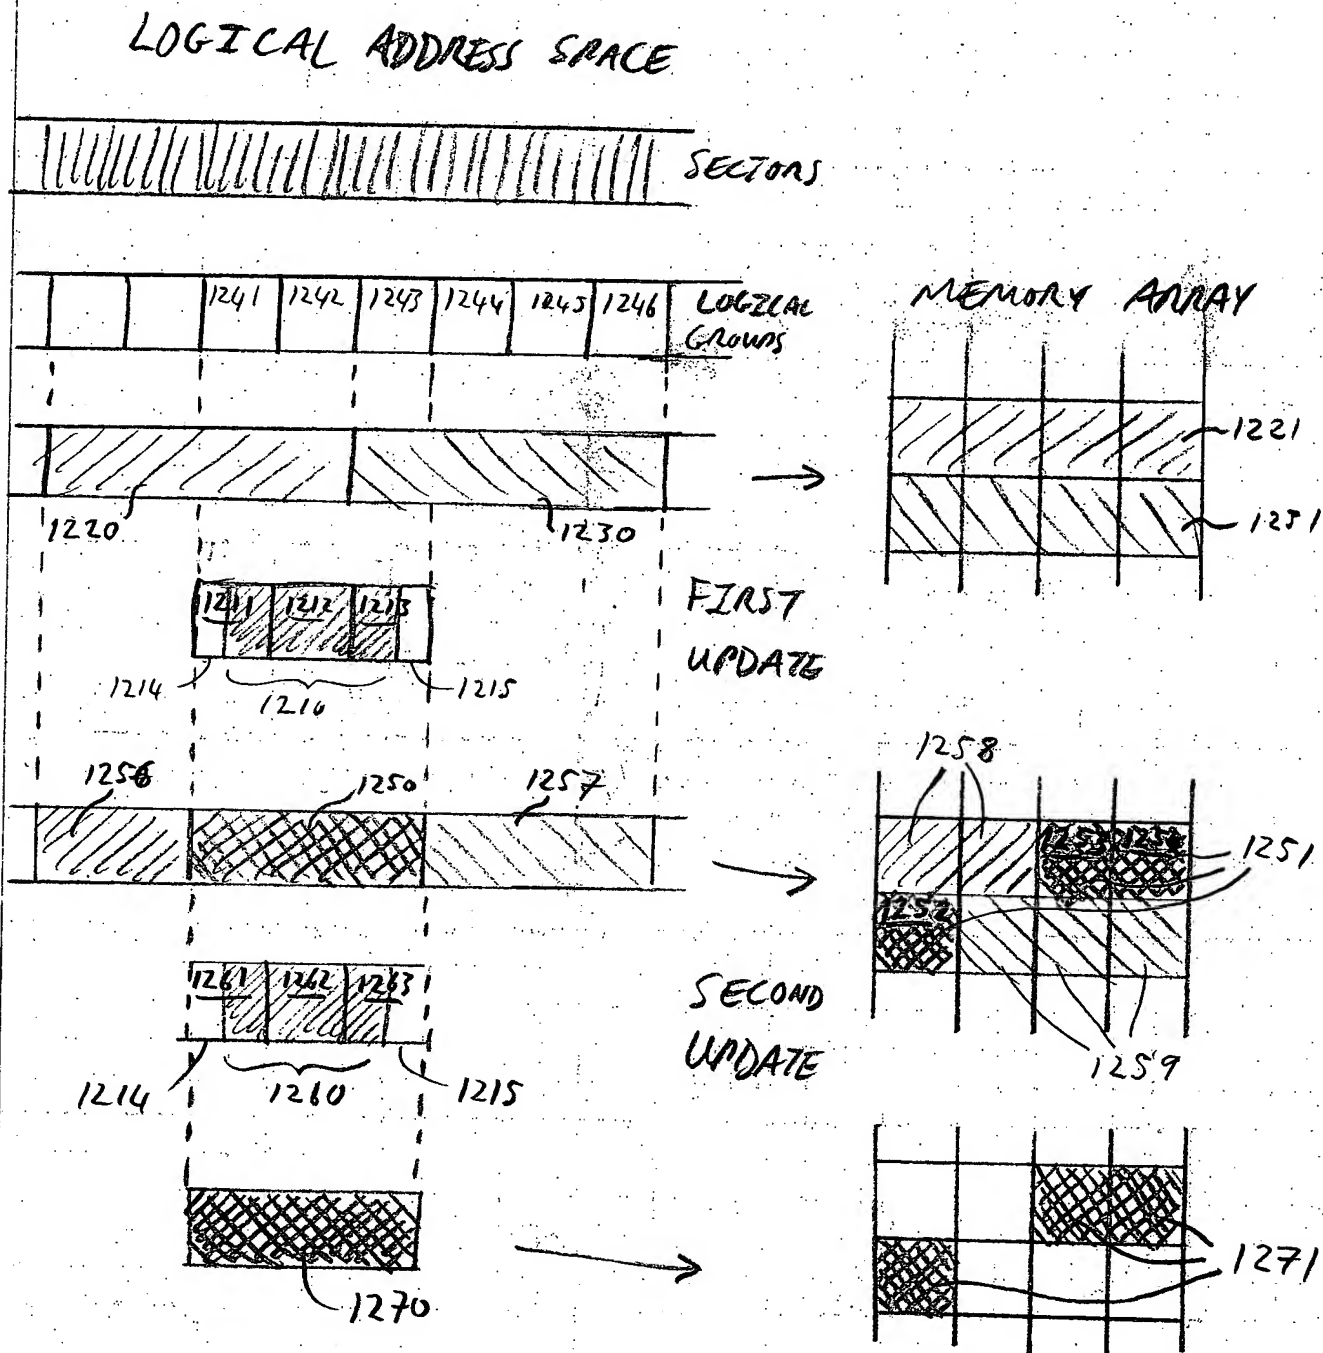 LOGICAL ADDRESS SPACE
SECTORS
1241 1242 1243 1244 1245 1246 LOGICAL
GROUPS
MEMORY ARRAY
1221
1220 1230
1231
1211 1212 1213 FIRST
UPDATE
1214 1210 1215
1256 1250 1257
1258
1253 1254 1251
1252
1261 1262 1263 SECOND
UPDATE
1214 1260 1215
1259
1270
1271